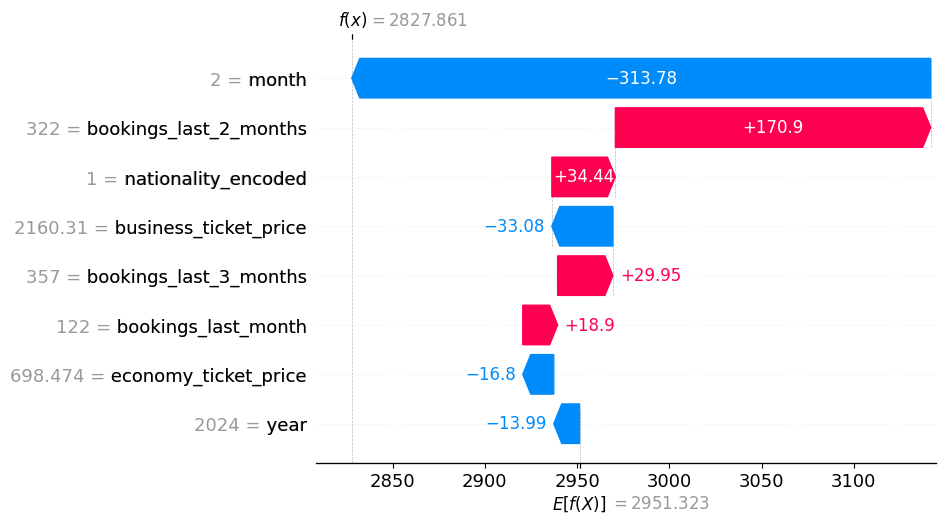 f(x) = 2827.861
2 = month
−313.78
322 = bookings_last_2_months
+170.9
1 = nationality_encoded
+34.44
2160.31 = business_ticket_price
−33.08
357 = bookings_last_3_months
+29.95
122 = bookings_last_month
+18.9
698.474 = economy_ticket_price
−16.8
2024 = year
−13.99
2850 2900 2950 3000 3050 3100
E[f(X)] = 2951.323